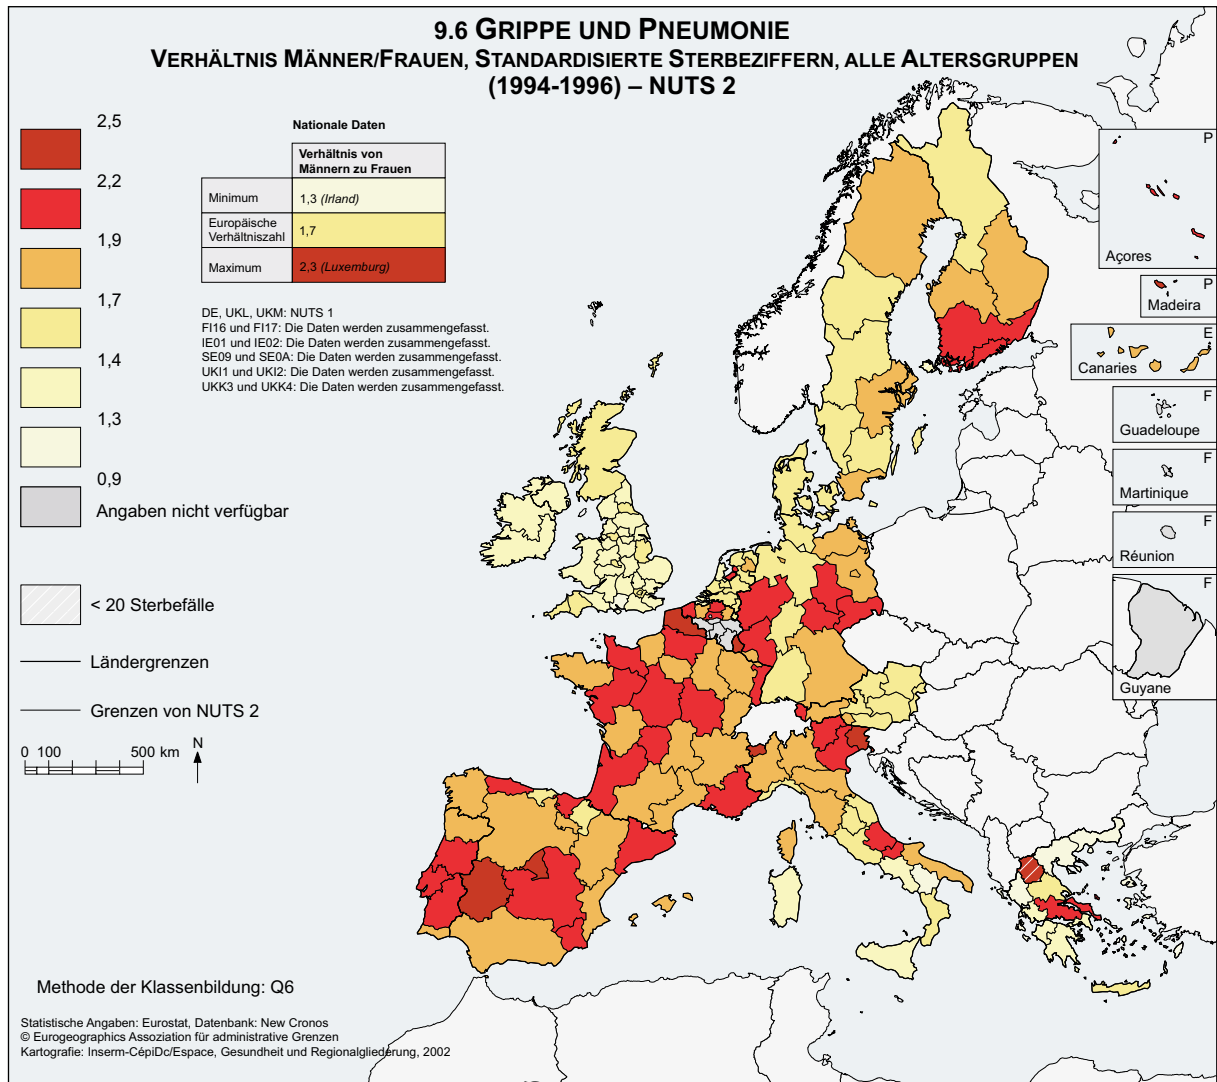 9.6 GRIPPE UND PNEUMONIE
VERHÄLTNIS MÄNNER/FRAUEN, STANDARDISIERTE STERBEZIFFERN, ALLE ALTERSGRUPPEN
(1994-1996) – NUTS 2
2,5
2,2
1,9
1,7
1,4
1,3
0,9
Angaben nicht verfügbar
< 20 Sterbefälle
Ländergrenzen
Grenzen von NUTS 2
0 100 500 km
N
Nationale Daten
Verhältnis von
Männern zu Frauen
Minimum 1,3 (Irland)
Europäische
Verhältniszahl 1,7
Maximum 2,3 (Luxemburg)
DE, UKL, UKM: NUTS 1
FI16 und FI17: Die Daten werden zusammengefasst.
IE01 und IE02: Die Daten werden zusammengefasst.
SE09 und SE0A: Die Daten werden zusammengefasst.
UKI1 und UKI2: Die Daten werden zusammengefasst.
UKK3 und UKK4: Die Daten werden zusammengefasst.
P
Açores
P
Madeira
E
Canaries
F
Guadeloupe
F
Martinique
F
Réunion
F
Guyane
Methode der Klassenbildung: Q6
Statistische Angaben: Eurostat, Datenbank: New Cronos
© Eurogeographics Assoziation für administrative Grenzen
Kartografie: Inserm-CépiDc/Espace, Gesundheit und Regionalgliederung, 2002